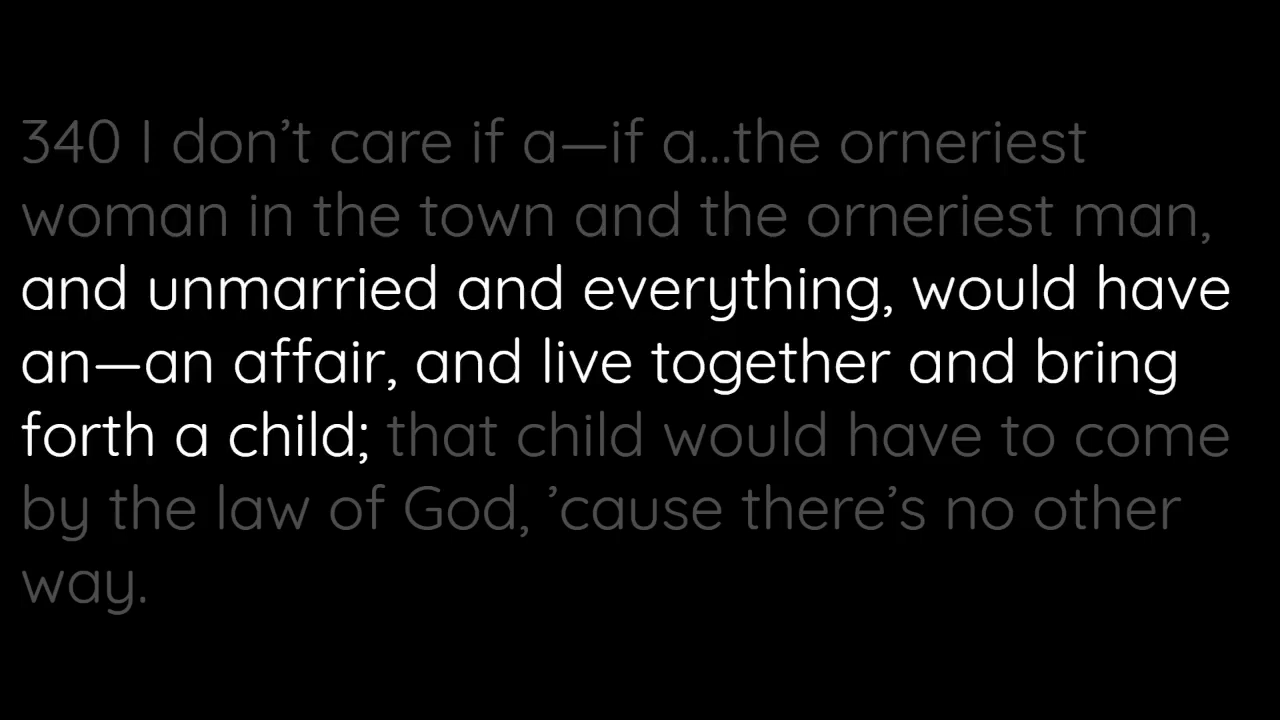 340 I don’t care if a—if a...the orneriest
woman in the town and the orneriest man,
and unmarried and everything, would have
an—an affair, and live together and bring
forth a child; that child would have to come
by the law of God, ’cause there’s no other
way.